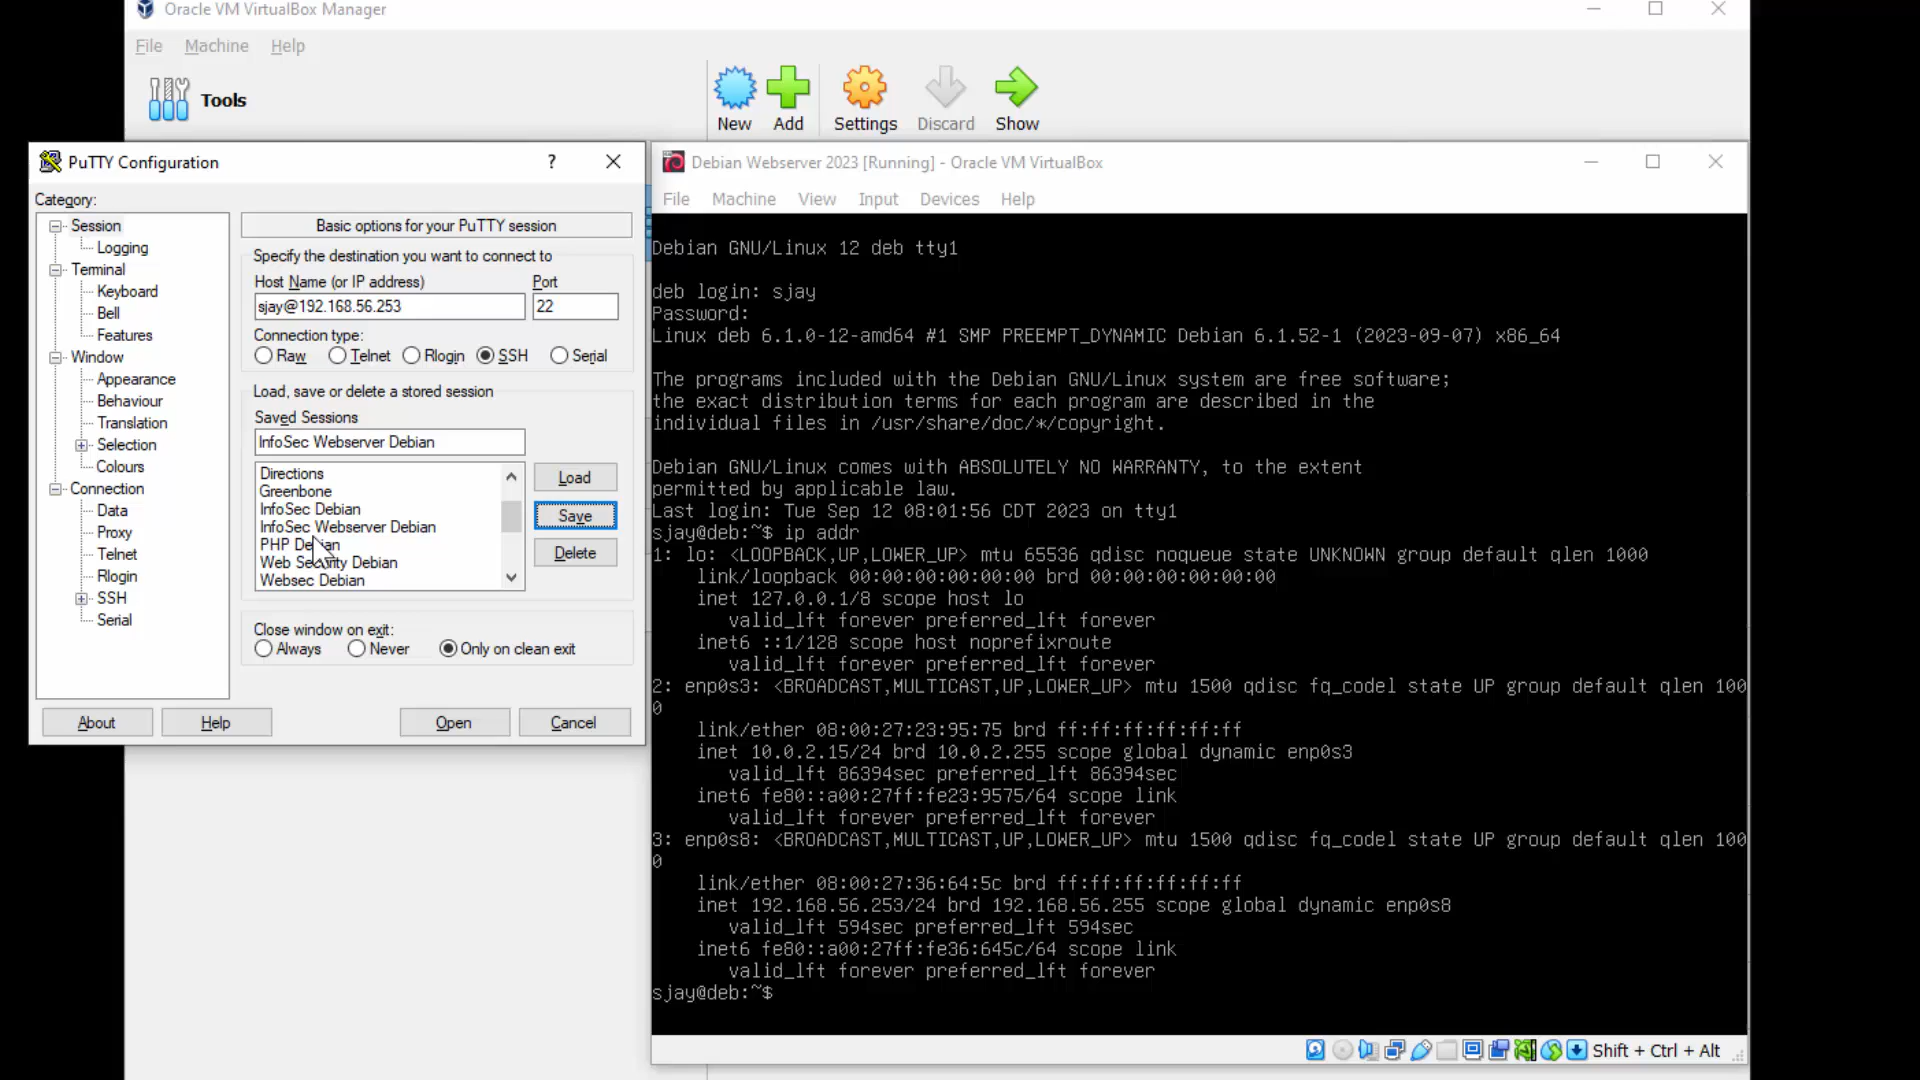 Oracle VM VirtualBox Manager
File Machine Help
Tools
New Add Settings Discard Show
PuTTY Configuration ?
Category:
Session
Logging
Terminal
Keyboard
Bell
Features
Window
Appearance
Behaviour
Translation
Selection
Colours
Connection
Data
Proxy
Telnet
Rlogin
SSH
Serial
Basic options for your PuTTY session
Specify the destination you want to connect to
Host Name (or IP address) Port
sjay@192.168.56.253 22
Connection type:
Raw Telnet Rlogin SSH Serial
Load, save or delete a stored session
Saved Sessions
InfoSec Webserver Debian
Directions
Greenbone
InfoSec Debian
InfoSec Webserver Debian
PHP Debian
Web Security Debian
Websec Debian
Load
Save
Delete
Close window on exit:
Always Never Only on clean exit
About Help Open Cancel
Debian Webserver 2023 [Running] - Oracle VM VirtualBox
File Machine View Input Devices Help
Debian GNU/Linux 12 deb tty1
deb login: sjay
Password:
Linux deb 6.1.0-12-amd64 #1 SMP PREEMPT_DYNAMIC Debian 6.1.52-1 (2023-09-07) x86_64
The programs included with the Debian GNU/Linux system are free software;
the exact distribution terms for each program are described in the
individual files in /usr/share/doc/*/copyright.
Debian GNU/Linux comes with ABSOLUTELY NO WARRANTY, to the extent
permitted by applicable law.
Last login: Tue Sep 12 08:01:56 CDT 2023 on tty1
sjay@deb:~$ ip addr
1: lo: <LOOPBACK,UP,LOWER_UP> mtu 65536 qdisc noqueue state UNKNOWN group default qlen 1000
link/loopback 00:00:00:00:00:00 brd 00:00:00:00:00:00
inet 127.0.0.1/8 scope host lo
valid_lft forever preferred_lft forever
inet6 ::1/128 scope host noprefixroute
valid_lft forever preferred_lft forever
2: enp0s3: <BROADCAST,MULTICAST,UP,LOWER_UP> mtu 1500 qdisc fq_codel state UP group default qlen 100
0
link/ether 08:00:27:23:95:75 brd ff:ff:ff:ff:ff:ff
inet 10.0.2.15/24 brd 10.0.2.255 scope global dynamic enp0s3
valid_lft 86394sec preferred_lft 86394sec
inet6 fe80::a00:27ff:fe23:9575/64 scope link
valid_lft forever preferred_lft forever
3: enp0s8: <BROADCAST,MULTICAST,UP,LOWER_UP> mtu 1500 qdisc fq_codel state UP group default qlen 100
0
link/ether 08:00:27:36:64:5c brd ff:ff:ff:ff:ff:ff
inet 192.168.56.253/24 brd 192.168.56.255 scope global dynamic enp0s8
valid_lft 594sec preferred_lft 594sec
inet6 fe80::a00:27ff:fe36:645c/64 scope link
valid_lft forever preferred_lft forever
sjay@deb:~$
Shift + Ctrl + Alt